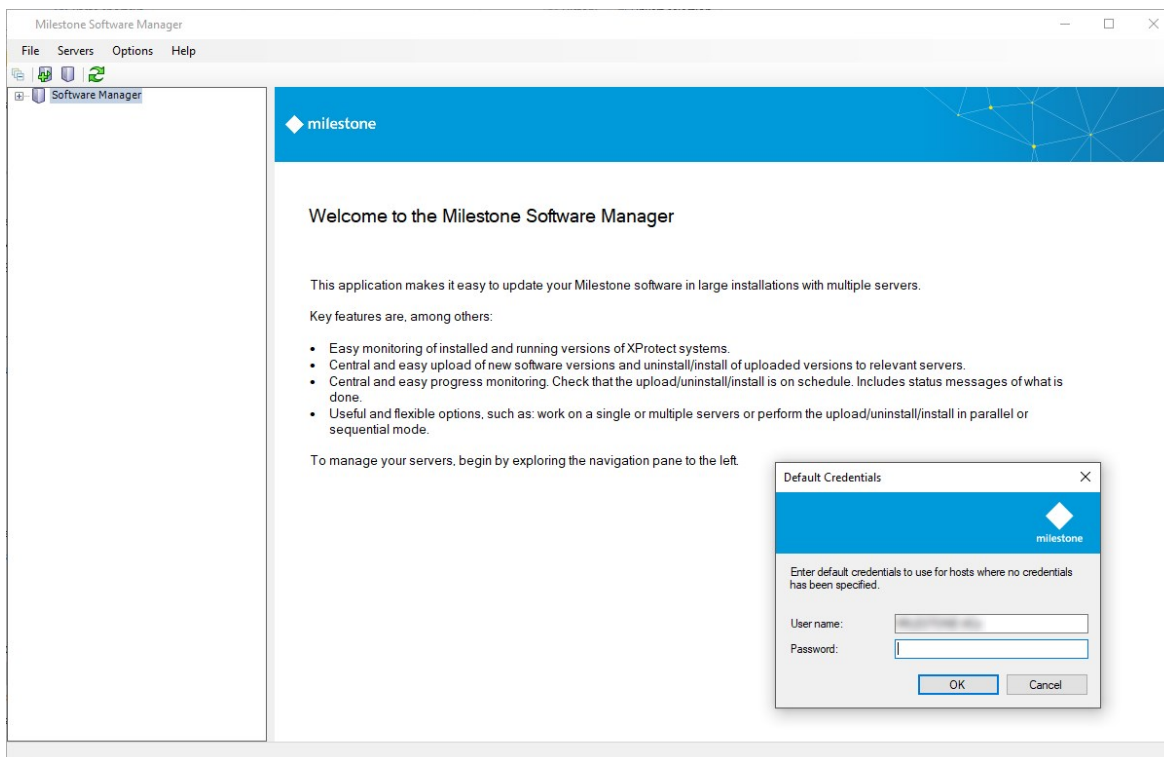 Milestone Software Manager
File Servers Options Help
Software Manager
milestone
Welcome to the Milestone Software Manager
This application makes it easy to update your Milestone software in large installations with multiple servers.
Key features are, among others:
• Easy monitoring of installed and running versions of XProtect systems.
• Central and easy upload of new software versions and uninstall/install of uploaded versions to relevant servers.
• Central and easy progress monitoring. Check that the upload/uninstall/install is on schedule. Includes status messages of what is
done.
• Useful and flexible options, such as: work on a single or multiple servers or perform the upload/uninstall/install in parallel or
sequential mode.
To manage your servers, begin by exploring the navigation pane to the left.
Default Credentials
milestone
Enter default credentials to use for hosts where no credentials
has been specified.
User name:
Password:
OK Cancel